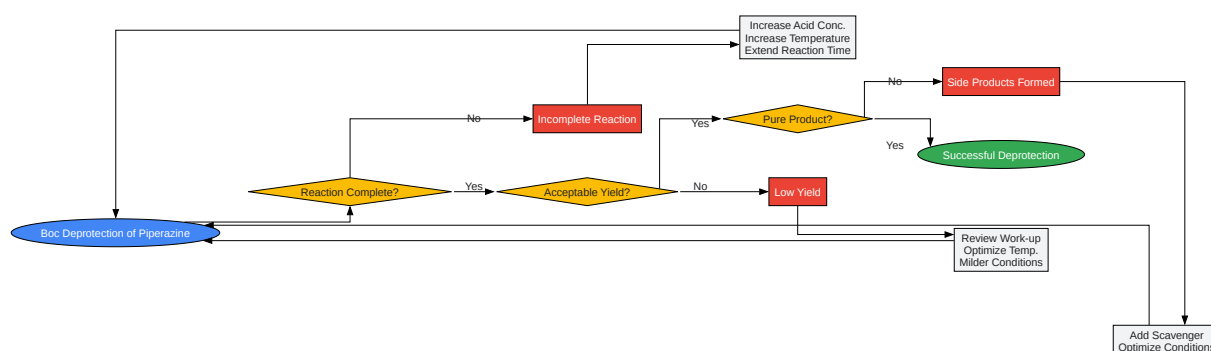 Increase Acid Conc.
Increase Temperature
Extend Reaction Time
No
Side Products Formed
No
Incomplete Reaction
Yes
Pure Product?
Yes
Successful Deprotection
Reaction Complete?
Yes
Acceptable Yield?
No
Low Yield
Boc Deprotection of Piperazine
Review Work-up
Optimize Temp.
Milder Conditions
Add Scavenger
Optimize Conditions